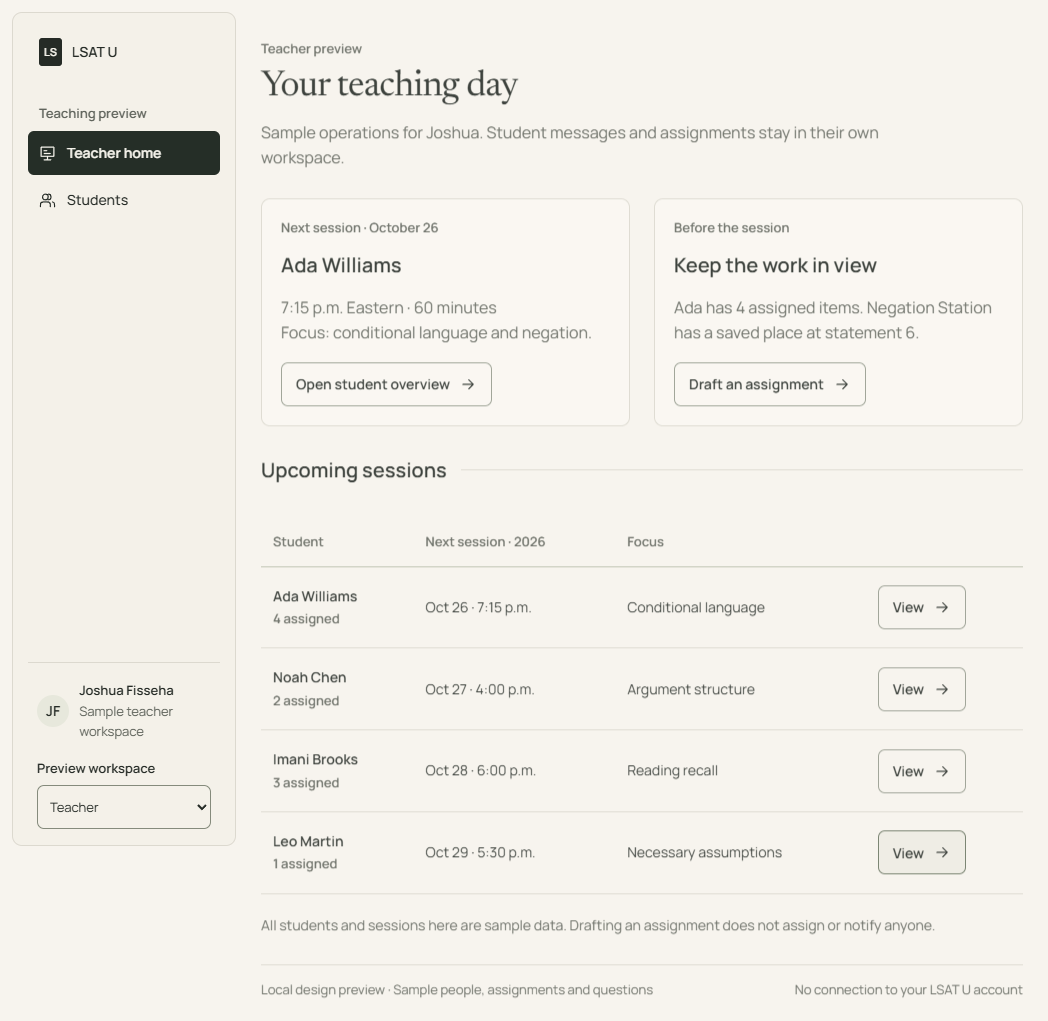 LS LSAT U
Teaching preview
Teacher home
Students
Joshua Fisseha
JF
Sample teacher
workspace
Preview workspace
Teacher
Teacher preview
Your teaching day
Sample operations for Joshua. Student messages and assignments stay in their own
workspace.
Next session · October 26
Ada Williams
7:15 p.m. Eastern · 60 minutes
Focus: conditional language and negation.
Open student overview →
Before the session
Keep the work in view
Ada has 4 assigned items. Negation Station
has a saved place at statement 6.
Draft an assignment →
Upcoming sessions
Student Next session · 2026 Focus
Ada Williams
4 assigned
Oct 26 · 7:15 p.m. Conditional language View →
Noah Chen
2 assigned
Oct 27 · 4:00 p.m. Argument structure View →
Imani Brooks
3 assigned
Oct 28 · 6:00 p.m. Reading recall View →
Leo Martin
1 assigned
Oct 29 · 5:30 p.m. Necessary assumptions View →
All students and sessions here are sample data. Drafting an assignment does not assign or notify anyone.
Local design preview · Sample people, assignments and questions No connection to your LSAT U account